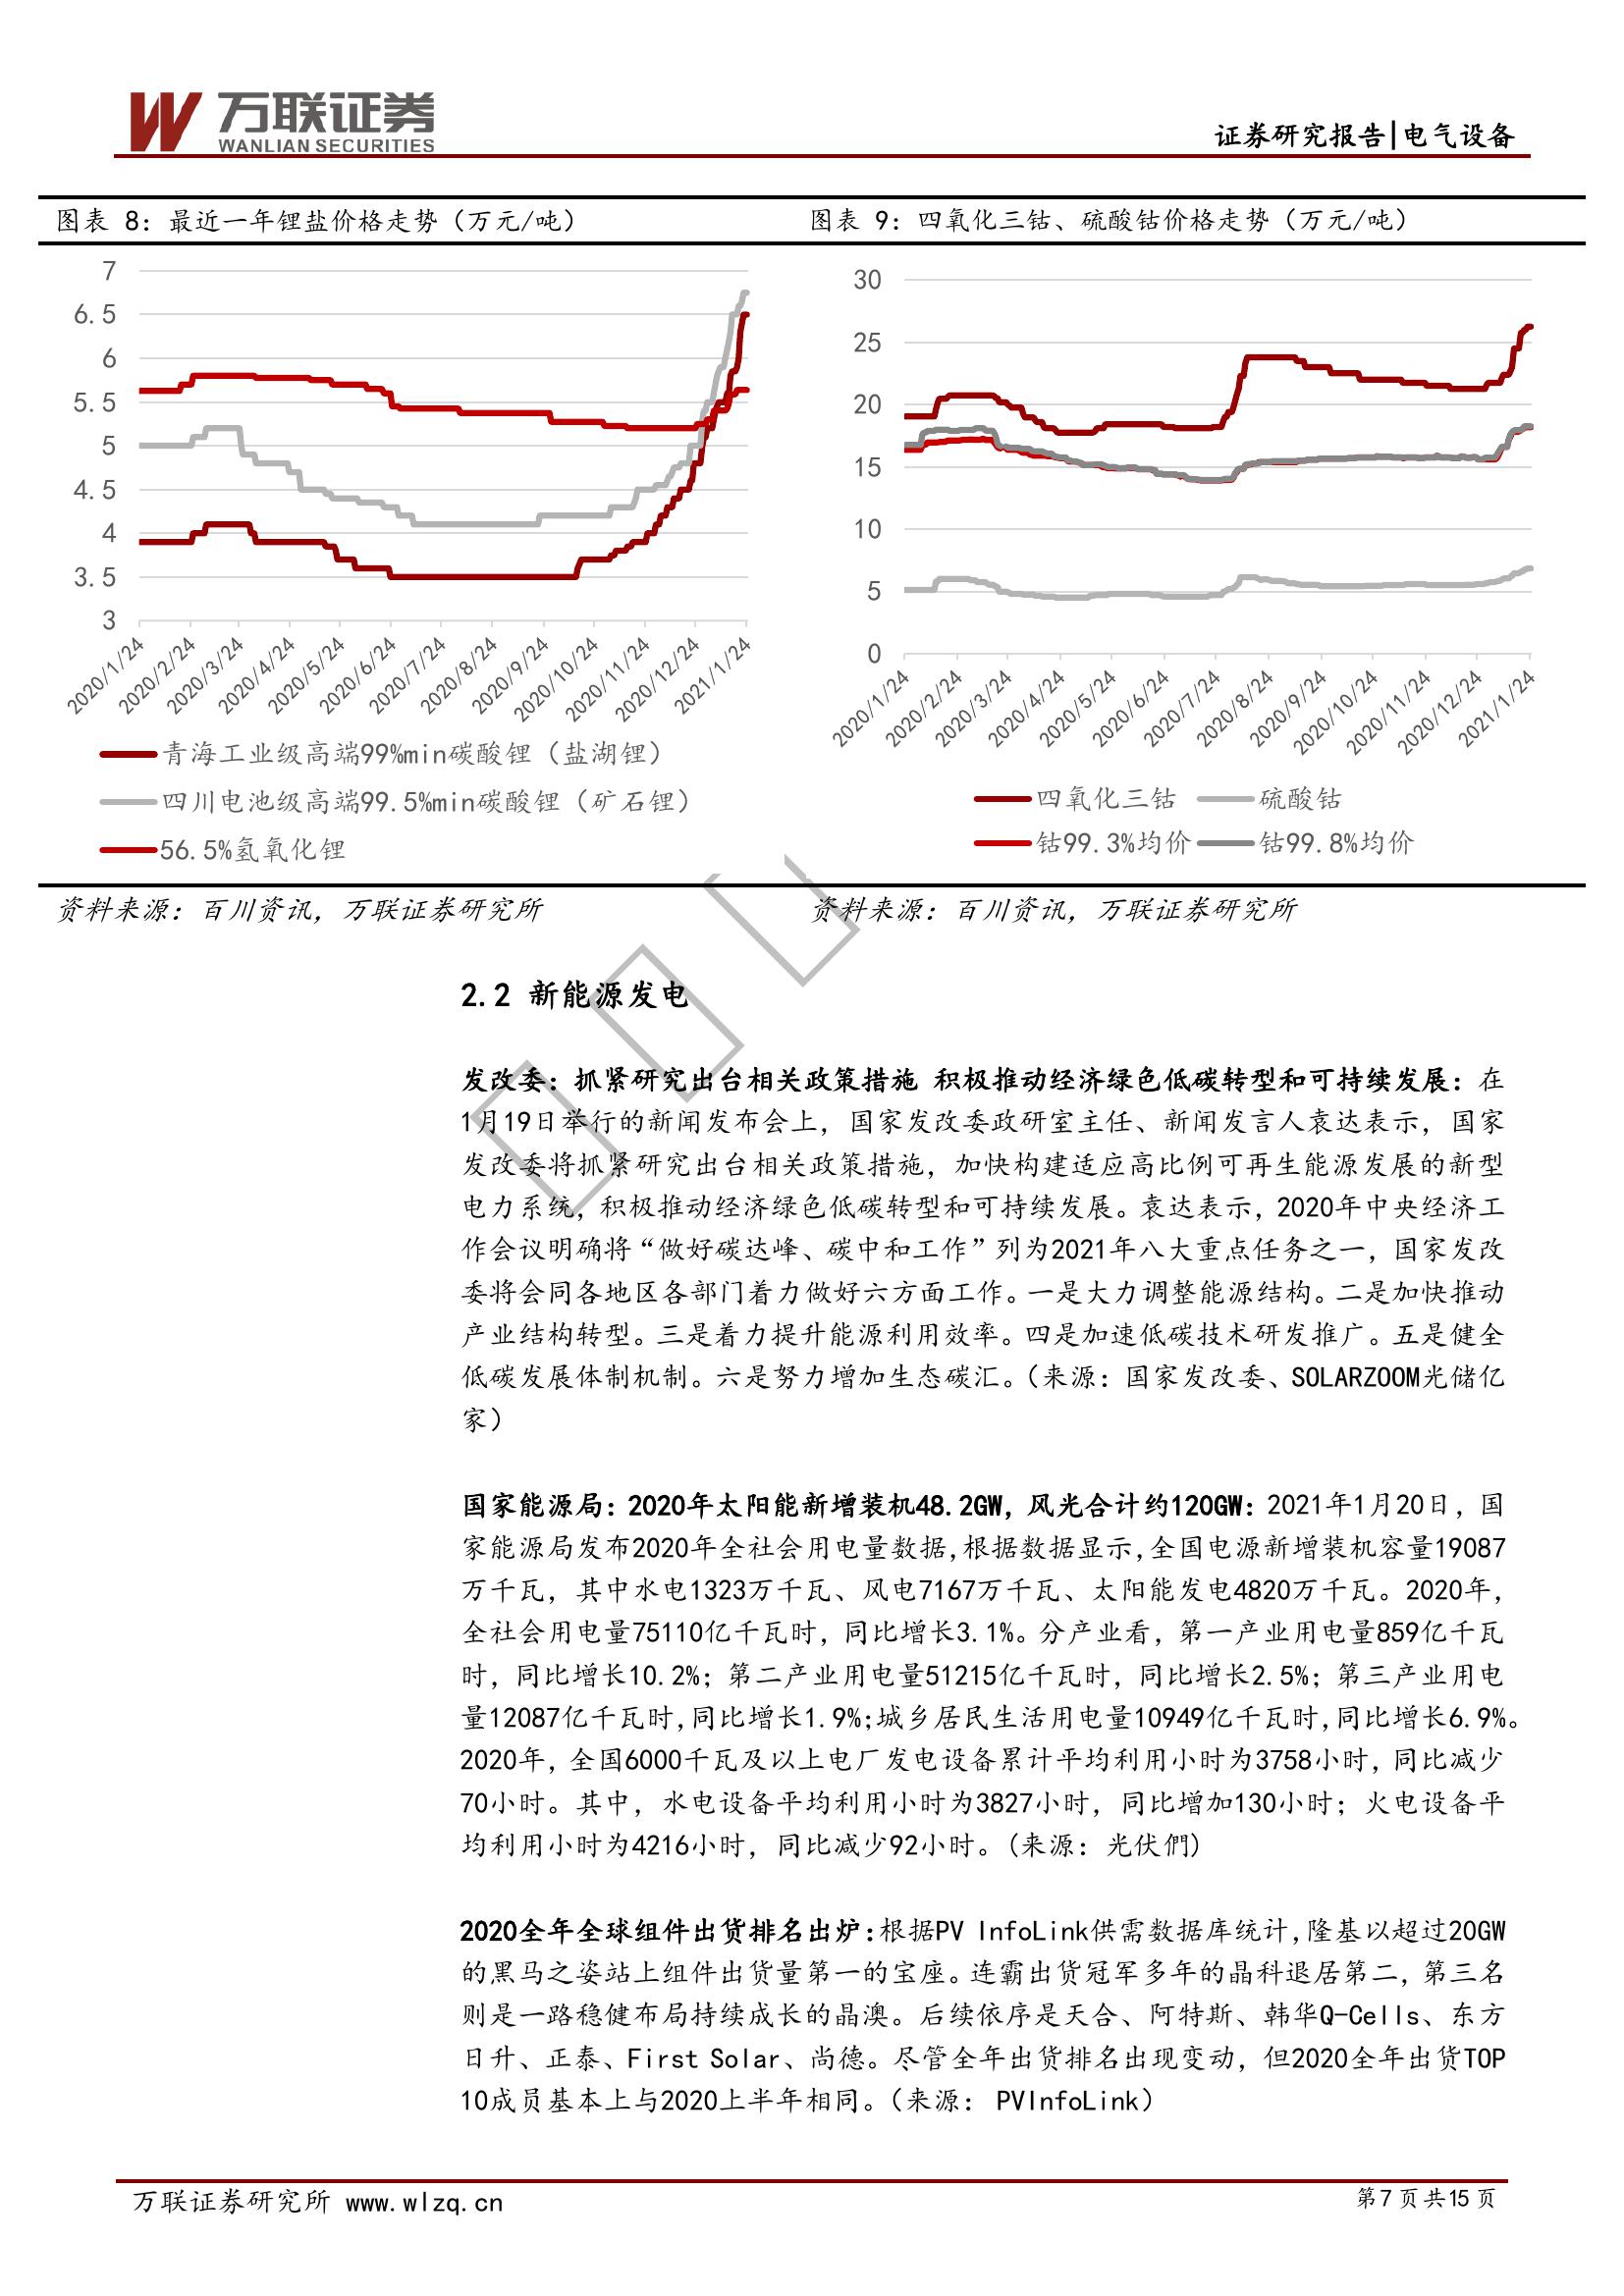 万联证券
WANLIAN SECURITIES
证券研究报告|电气设备
图表 8：最近一年锂盐价格走势（万元/吨）
7
6.5
6
5.5
5
4.5
4
3.5
3
2020/1/24
2020/2/24
2020/3/24
2020/4/24
2020/5/24
2020/6/24
2020/7/24
2020/8/24
2020/9/24
2020/10/24
2020/11/24
2020/12/24
2021/1/24
青海工业级高端99%min碳酸锂（盐湖锂）
四川电池级高端99.5%min碳酸锂（矿石锂）
56.5%氢氧化锂
资料来源：百川资讯，万联证券研究所
图表 9：四氧化三钴、硫酸钴价格走势（万元/吨）
30
25
20
15
10
5
0
2020/1/24
2020/2/24
2020/3/24
2020/4/24
2020/5/24
2020/6/24
2020/7/24
2020/8/24
2020/9/24
2020/10/24
2020/11/24
2020/12/24
2021/1/24
四氧化三钴 硫酸钴
钴99.3%均价 钴99.8%均价
资料来源：百川资讯，万联证券研究所
2.2 新能源发电
发改委：抓紧研究出台相关政策措施 积极推动经济绿色低碳转型和可持续发展：在
1月19日举行的新闻发布会上，国家发改委政研室主任、新闻发言人袁达表示，国家
发改委将抓紧研究出台相关政策措施，加快构建适应高比例可再生能源发展的新型
电力系统，积极推动经济绿色低碳转型和可持续发展。袁达表示，2020年中央经济工
作会议明确将“做好碳达峰、碳中和工作”列为2021年八大重点任务之一，国家发改
委将会同各地区各部门着力做好六方面工作。一是大力调整能源结构。二是加快推动
产业结构转型。三是着力提升能源利用效率。四是加速低碳技术研发推广。五是健全
低碳发展体制机制。六是努力增加生态碳汇。（来源：国家发改委、SOLARZOOM光储亿
家）
国家能源局：2020年太阳能新增装机48.2GW，风光合计约120GW：2021年1月20日，国
家能源局发布2020年全社会用电量数据,根据数据显示,全国电源新增装机容量19087
万千瓦，其中水电1323万千瓦、风电7167万千瓦、太阳能发电4820万千瓦。2020年，
全社会用电量75110亿千瓦时，同比增长3.1%。分产业看，第一产业用电量859亿千瓦
时，同比增长10.2%；第二产业用电量51215亿千瓦时，同比增长2.5%；第三产业用电
量12087亿千瓦时,同比增长1.9%;城乡居民生活用电量10949亿千瓦时,同比增长6.9%。
2020年，全国6000千瓦及以上电厂发电设备累计平均利用小时为3758小时，同比减少
70小时。其中，水电设备平均利用小时为3827小时，同比增加130小时；火电设备平
均利用小时为4216小时，同比减少92小时。(来源：光伏們)
2020全年全球组件出货排名出炉:根据PV InfoLink供需数据库统计,隆基以超过20GW
的黑马之姿站上组件出货量第一的宝座。连霸出货冠军多年的晶科退居第二，第三名
则是一路稳健布局持续成长的晶澳。后续依序是天合、阿特斯、韩华Q-Cells、东方
日升、正泰、First Solar、尚德。尽管全年出货排名出现变动，但2020全年出货TOP
10成员基本上与2020上半年相同。（来源： PVInfoLink）
万联证券研究所 www.wlzq.cn
第7页共15页